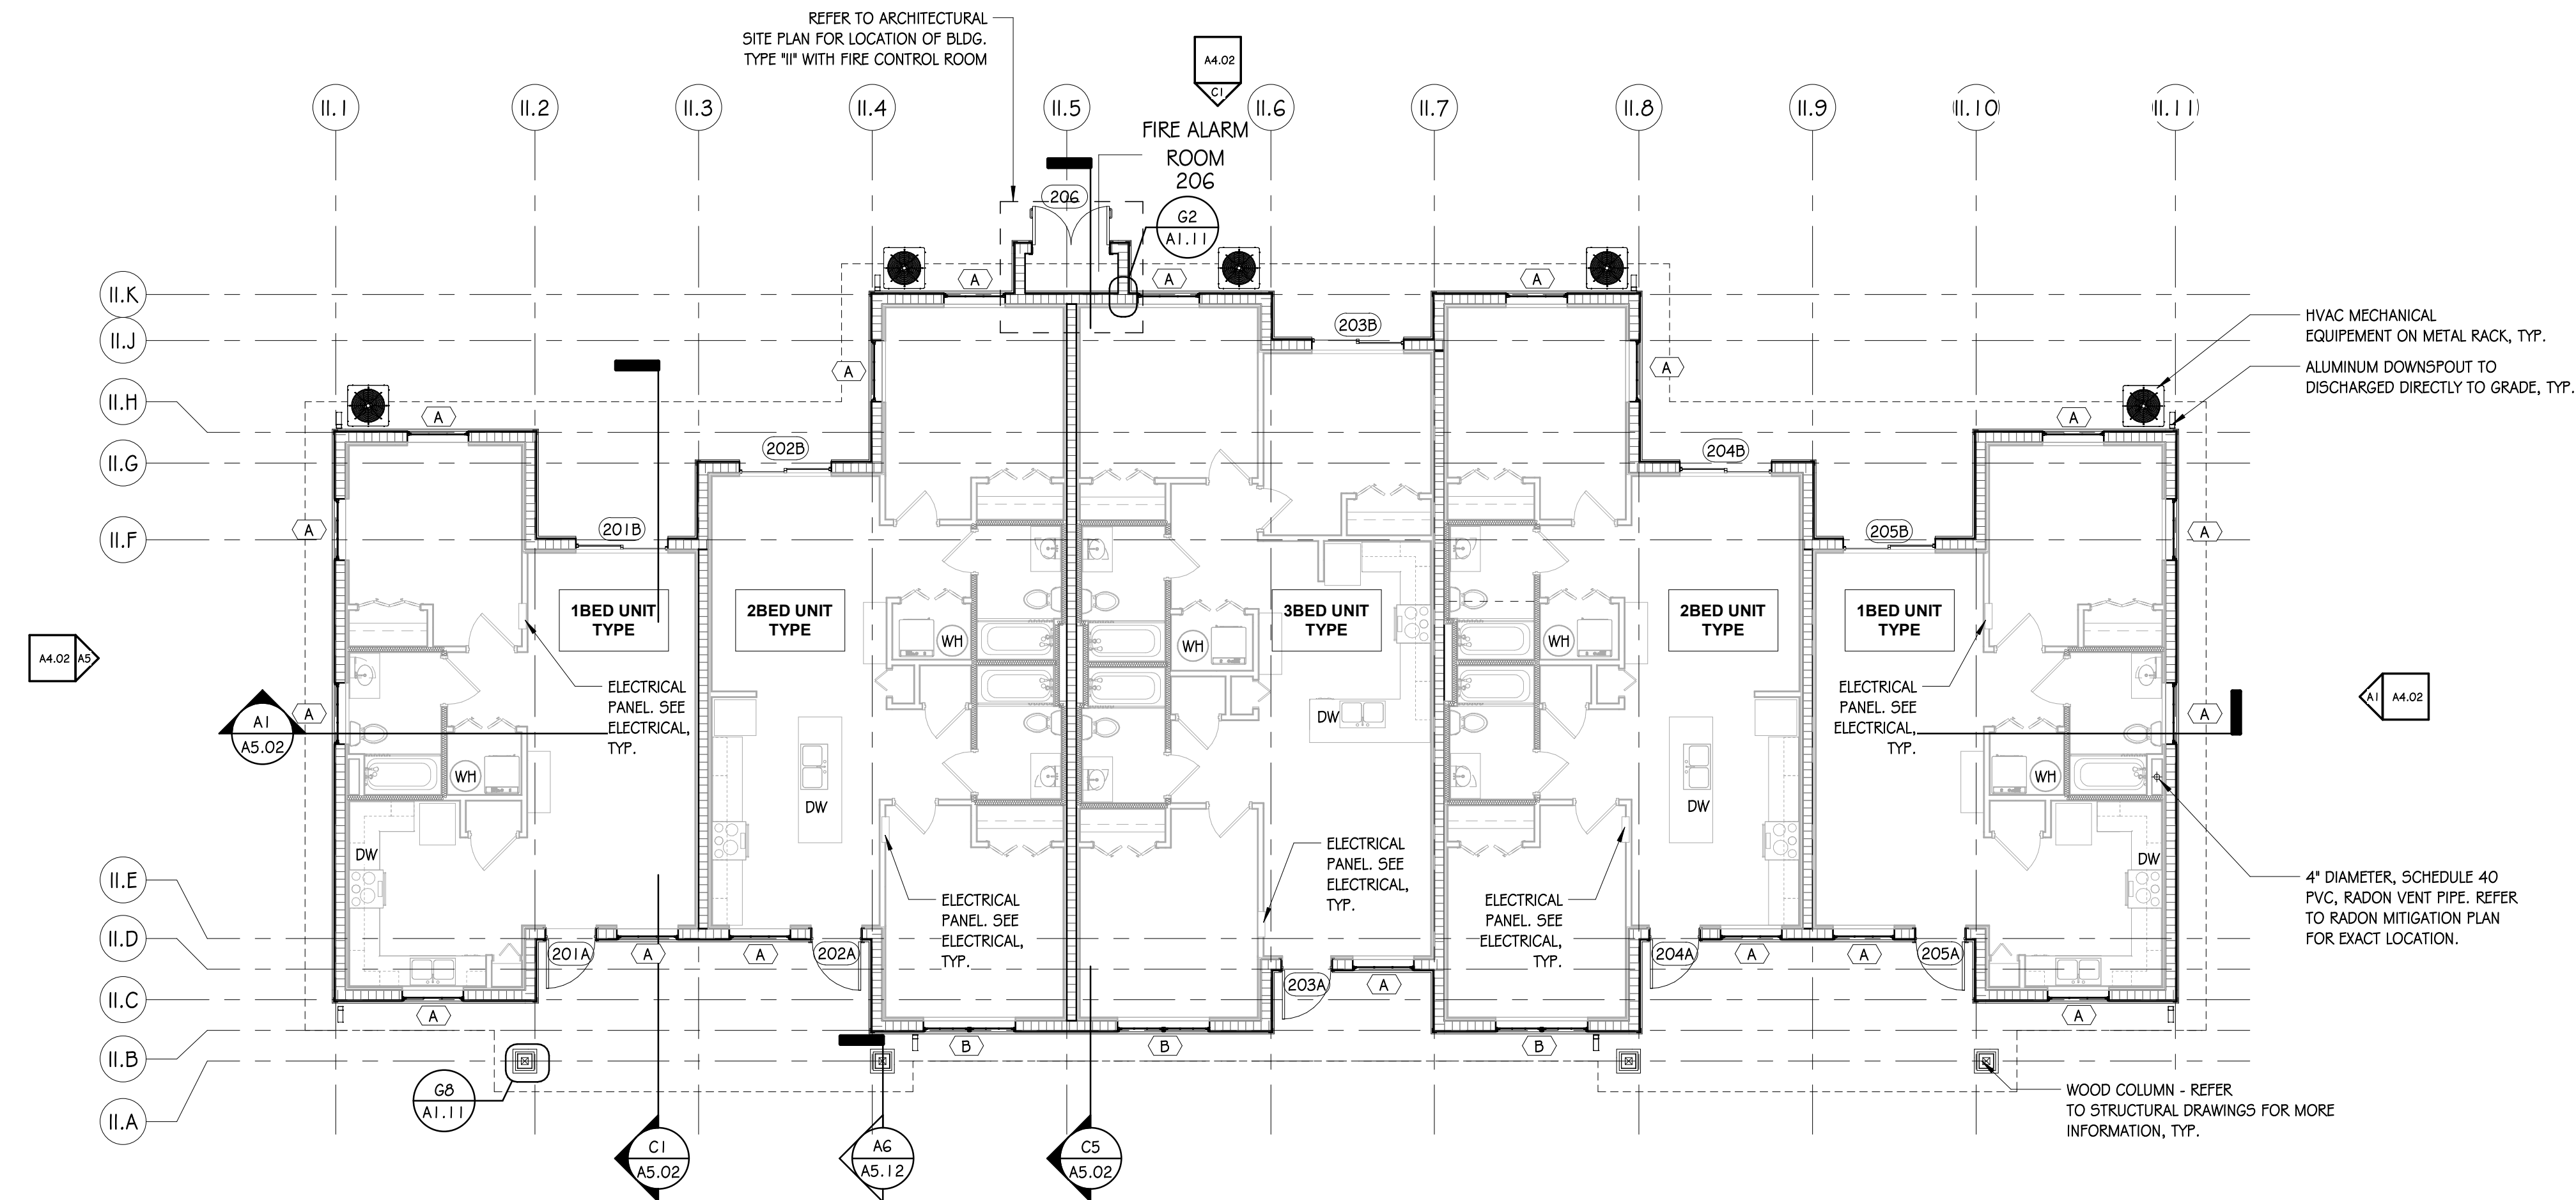 REFER TO ARCHITECTURAL
SITE PLAN FOR LOCATION OF BLDG.
TYPE "II" WITH FIRE CONTROL ROOM
A4.02
C1
II.1
II.2
II.3
II.4
II.5
II.6
II.7
II.8
II.9
II.10
II.11
FIRE ALARM
ROOM
206
206
G2
A1.11
II.K
II.J
II.H
II.G
II.F
II.E
II.D
II.C
II.B
II.A
A
A
A
HVAC MECHANICAL
EQUIPEMENT ON METAL RACK, TYP.
ALUMINUM DOWNSPOUT TO
DISCHARGED DIRECTLY TO GRADE, TYP.
203B
A
A
A
A
202B
204B
A
201B
205B
A
1BED UNIT
TYPE
2BED UNIT
TYPE
3BED UNIT
TYPE
2BED UNIT
TYPE
1BED UNIT
TYPE
WH
WH
WH
A4.02
A5
A1
A4.02
ELECTRICAL
PANEL. SEE
ELECTRICAL,
TYP.
ELECTRICAL
PANEL. SEE
ELECTRICAL,
TYP.
A
A
A1
A5.02
DW
WH
WH
DW
DW
DW
DW
ELECTRICAL
PANEL. SEE
ELECTRICAL,
TYP.
ELECTRICAL
PANEL. SEE
ELECTRICAL,
TYP.
ELECTRICAL
PANEL. SEE
ELECTRICAL,
TYP.
4" DIAMETER, SCHEDULE 40
PVC, RADON VENT PIPE. REFER
TO RADON MITIGATION PLAN
FOR EXACT LOCATION.
201A
A
A
202A
204A
A
A
205A
203A
A
A
A
B
B
B
G8
A1.11
WOOD COLUMN - REFER
TO STRUCTURAL DRAWINGS FOR MORE
INFORMATION, TYP.
C1
A5.02
A6
A5.12
C5
A5.02